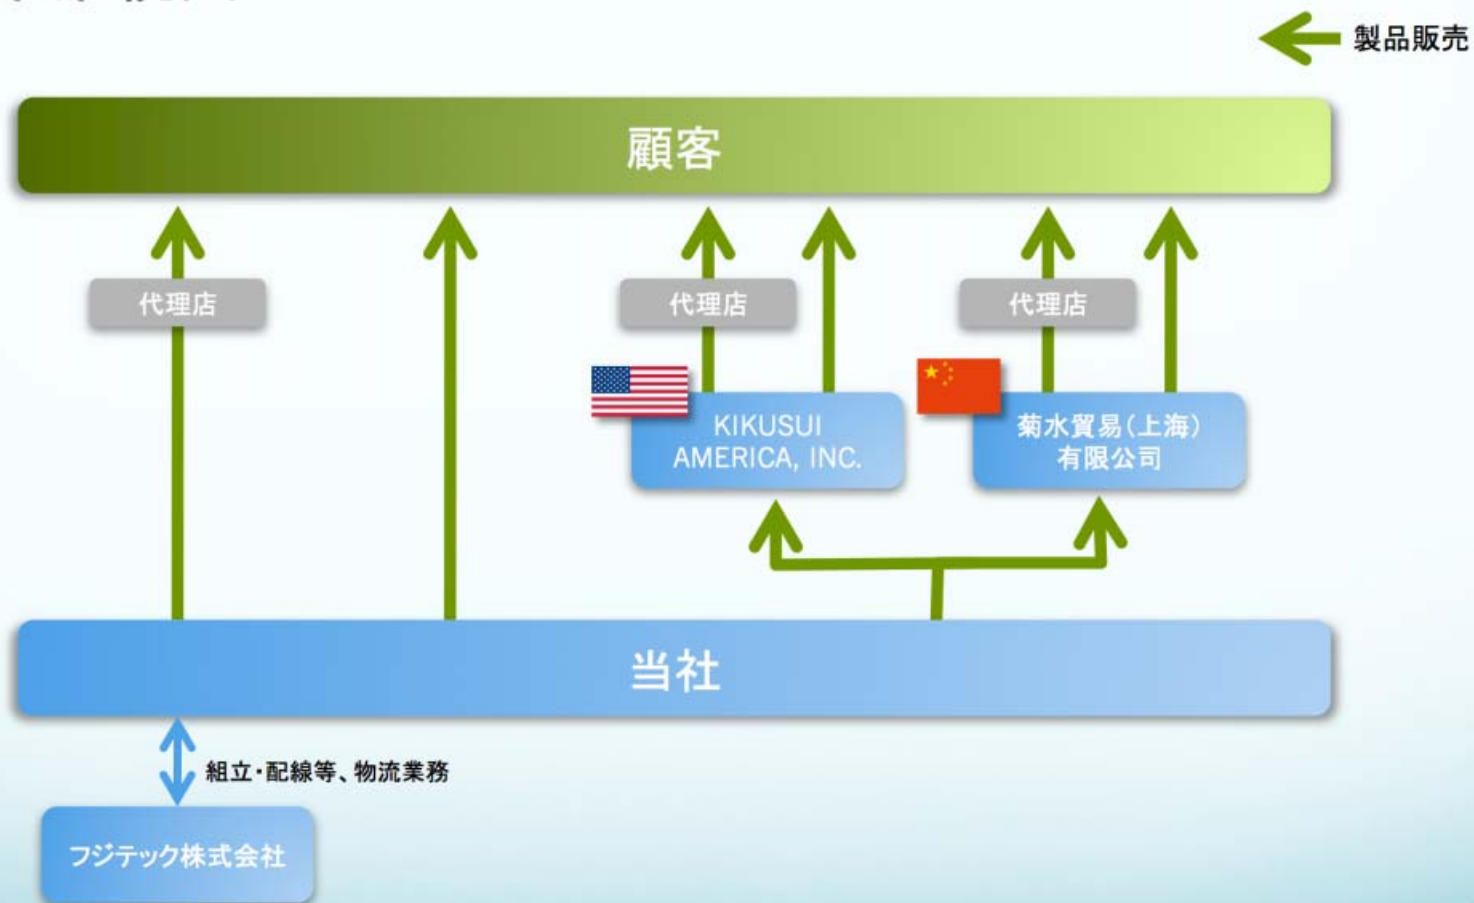 製品販売
顧客
代理店
代理店
代理店
KIKUSUI
AMERICA, INC.
菊水貿易(上海)
有限公司
当社
組立・配線等、物流業務
フジテック株式会社